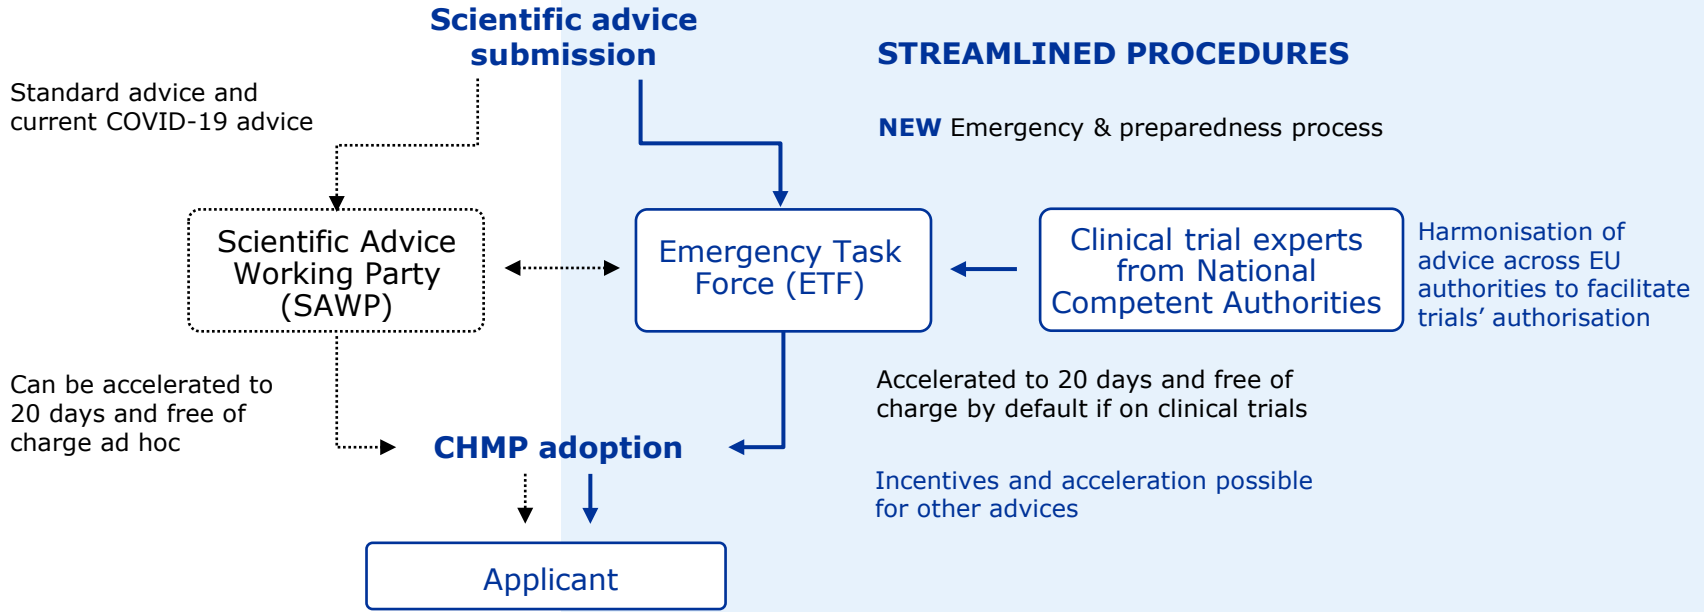 Scientific advice
submission
STREAMLINED PROCEDURES
Standard advice and
current COVID-19 advice
NEW Emergency & preparedness process
Scientific Advice
Working Party
(SAWP)
Emergency Task
Force (ETF)
Clinical trial experts
from National
Competent Authorities
Harmonisation of
advice across EU
authorities to facilitate
trials’ authorisation
Can be accelerated to
20 days and free of
charge ad hoc
Accelerated to 20 days and free of
charge by default if on clinical trials
CHMP adoption
Incentives and acceleration possible
for other advices
Applicant